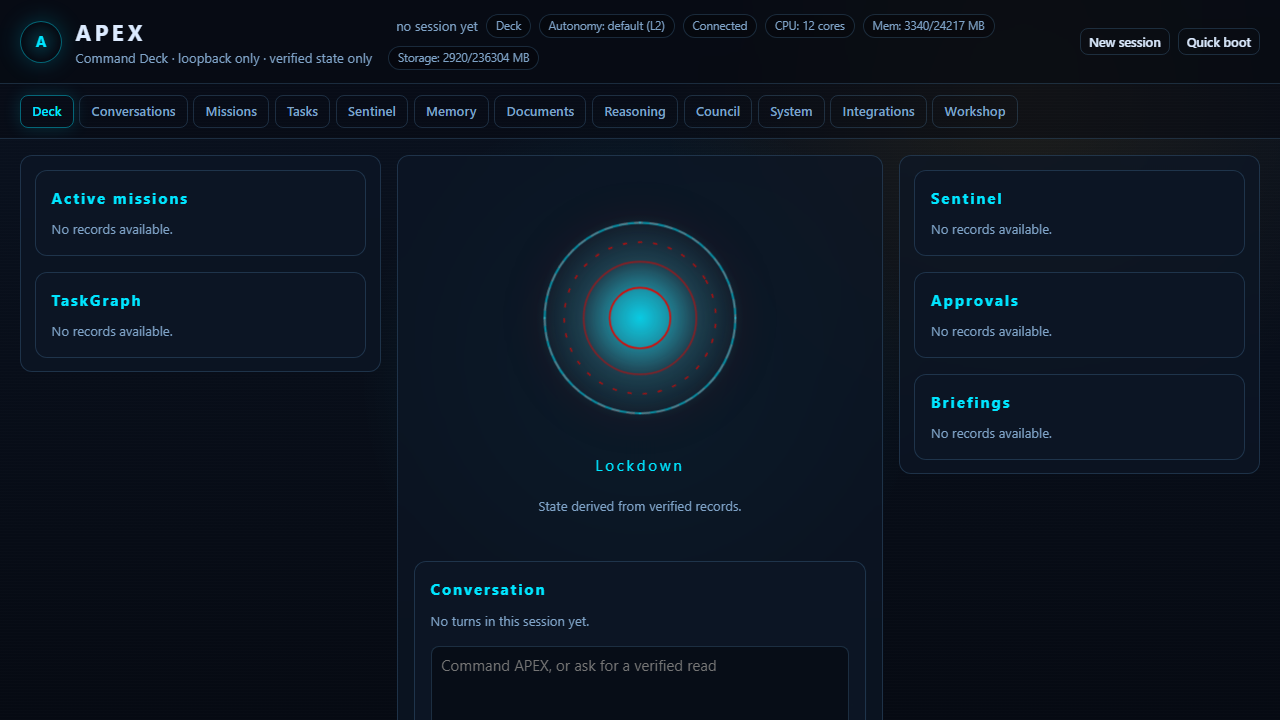 A
APEX
Command Deck · loopback only · verified state only
no session yet
Deck
Autonomy: default (L2)
Connected
CPU: 12 cores
Mem: 3340/24217 MB
Storage: 2920/236304 MB
New session
Quick boot
Deck
Conversations
Missions
Tasks
Sentinel
Memory
Documents
Reasoning
Council
System
Integrations
Workshop
Active missions
No records available.
TaskGraph
No records available.
Lockdown
State derived from verified records.
Conversation
No turns in this session yet.
Command APEX, or ask for a verified read
Sentinel
No records available.
Approvals
No records available.
Briefings
No records available.